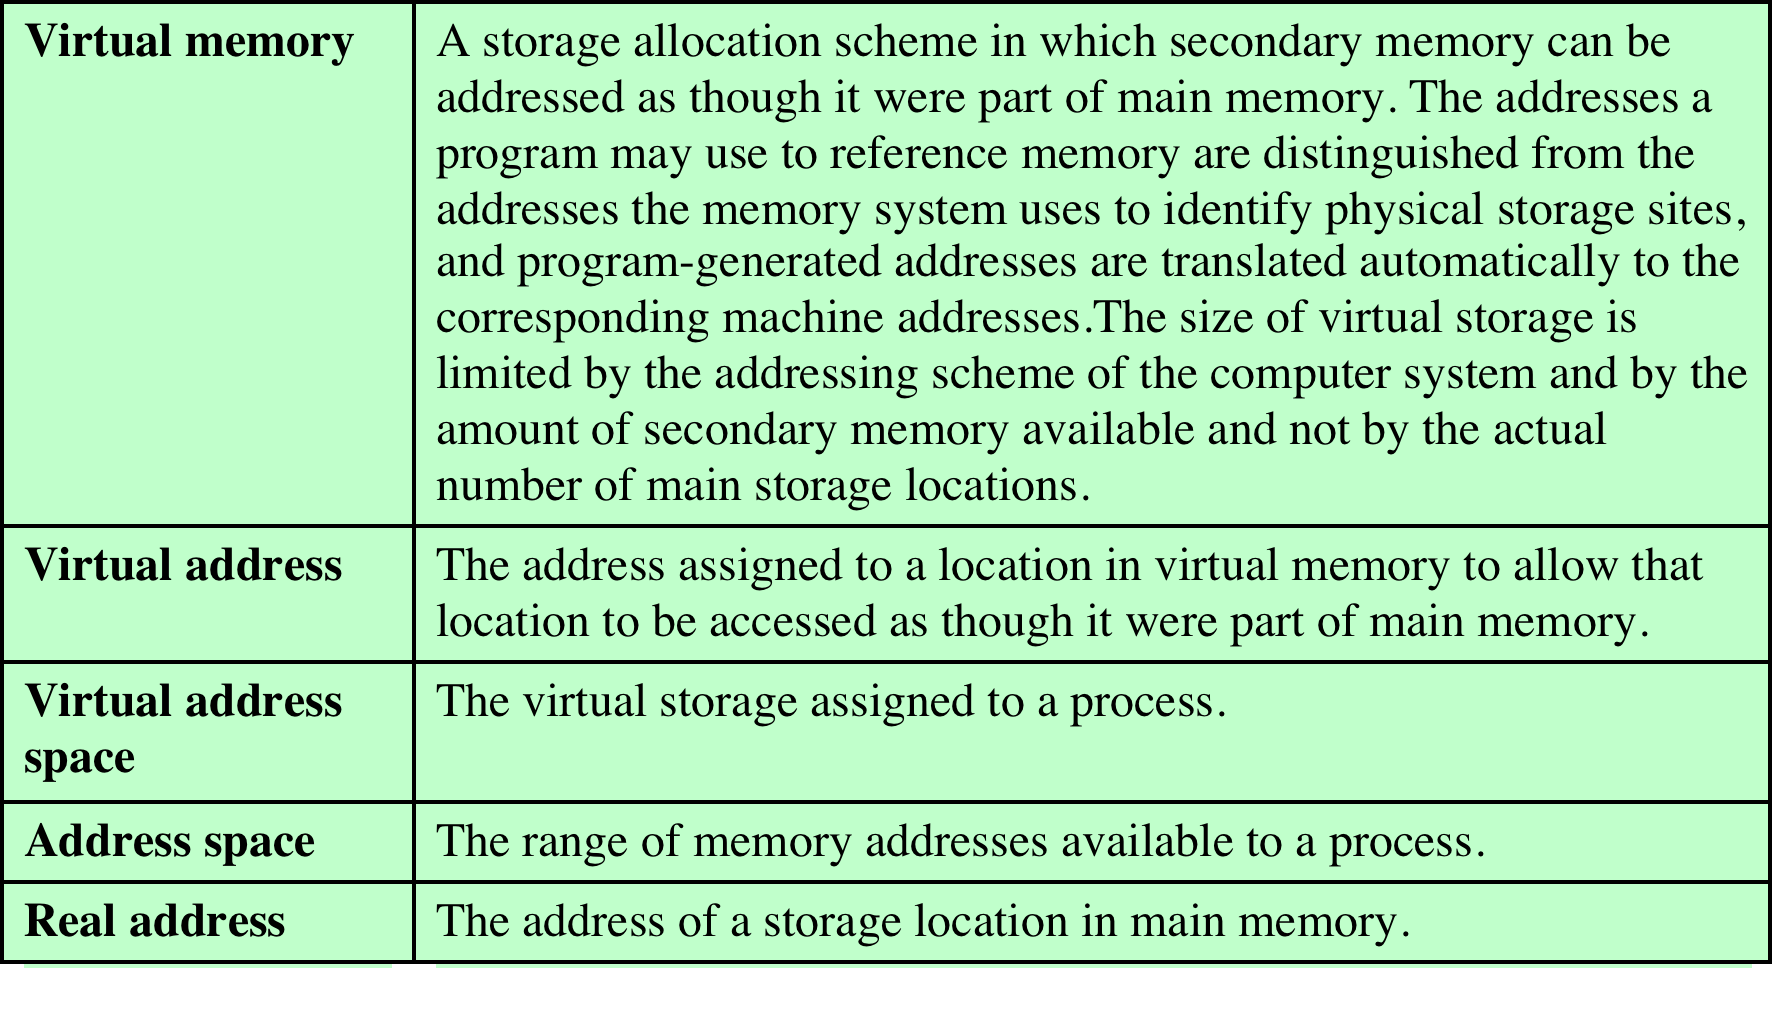 Virtual memory
A storage allocation scheme in which secondary memory can be
addressed as though it were part of main memory. The addresses a
program may use to reference memory are distinguished from the
addresses the memory system uses to identify physical storage sites,
and program-generated addresses are translated automatically to the
corresponding machine addresses.The size of virtual storage is
limited by the addressing scheme of the computer system and by the
amount of secondary memory available and not by the actual
number of main storage locations.
Virtual address
The address assigned to a location in virtual memory to allow that
location to be accessed as though it were part of main memory.
Virtual address
space
The virtual storage assigned to a process.
Address space
The range of memory addresses available to a process.
Real address
The address of a storage location in main memory.